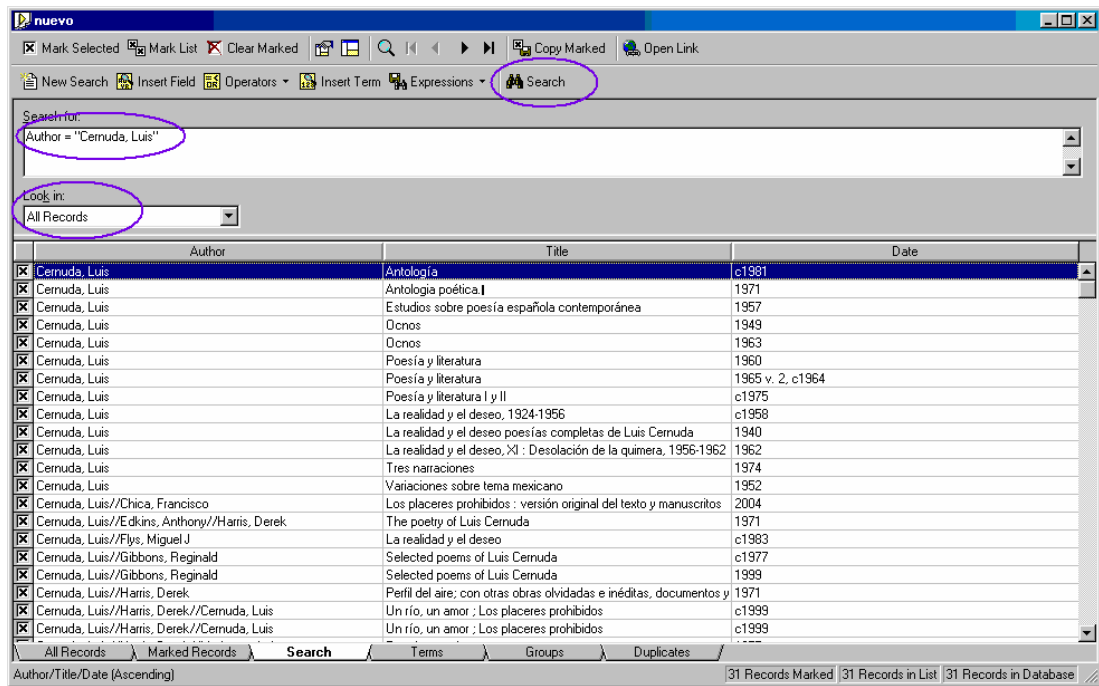 nuevo
Mark Selected Mark List Clear Marked Copy Marked Open Link
New Search Insert Field Operators Insert Term Expressions Search
Search for:
Author = "Cernuda, Luis"
Look in:
All Records
Author Title Date
Cernuda, Luis Antología c1981
Cernuda, Luis Antologia poética. 1971
Cernuda, Luis Estudios sobre poesía española contemporánea 1957
Cernuda, Luis Ocnos 1949
Cernuda, Luis Ocnos 1963
Cernuda, Luis Poesía y literatura 1960
Cernuda, Luis Poesía y literatura 1965 v. 2, c1964
Cernuda, Luis Poesía y literatura I y II c1975
Cernuda, Luis La realidad y el deseo, 1924-1956 c1958
Cernuda, Luis La realidad y el deseo poesías completas de Luis Cernuda 1940
Cernuda, Luis La realidad y el deseo, XI : Desolación de la quimera, 1956-1962 1962
Cernuda, Luis Tres narraciones 1974
Cernuda, Luis Variaciones sobre tema mexicano 1952
Cernuda, Luis//Chica, Francisco Los placeres prohibidos : versión original del texto y manuscritos 2004
Cernuda, Luis//Edkins, Anthony//Harris, Derek The poetry of Luis Cernuda 1971
Cernuda, Luis//Flys, Miguel J La realidad y el deseo c1983
Cernuda, Luis//Gibbons, Reginald Selected poems of Luis Cernuda c1977
Cernuda, Luis//Gibbons, Reginald Selected poems of Luis Cernuda 1999
Cernuda, Luis//Harris, Derek Perfil del aire; con otras obras olvidadas e inéditas, documentos y 1971
Cernuda, Luis//Harris, Derek//Cernuda, Luis Un río, un amor ; Los placeres prohibidos c1999
Cernuda, Luis//Harris, Derek//Cernuda, Luis Un río, un amor ; Los placeres prohibidos c1999
All Records Marked Records Search Terms Groups Duplicates
Author/Title/Date (Ascending) 31 Records Marked 31 Records in List 31 Records in Database